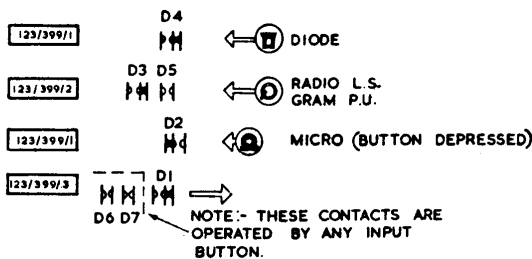 D4
123/399/1 DIODE
D3 D5
123/399/2 RADIO L.S.
GRAM P.U.
D2
123/399/1 MICRO (BUTTON DEPRESSED)
D1
123/399/3
D6 D7
NOTE:- THESE CONTACTS ARE
OPERATED BY ANY INPUT
BUTTON.